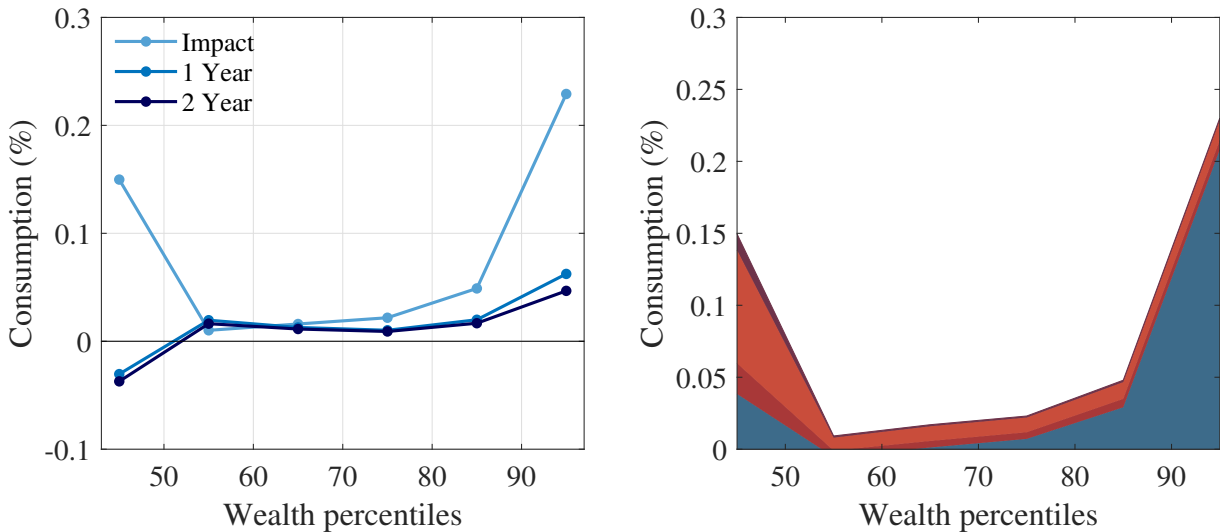 0.3
0.2
0.1
0
-0.1
Consumption (%)
Impact
1 Year
2 Year
50 60 70 80 90
Wealth percentiles
0.3
0.25
0.2
0.15
0.1
0.05
0
Consumption (%)
50 60 70 80 90
Wealth percentiles